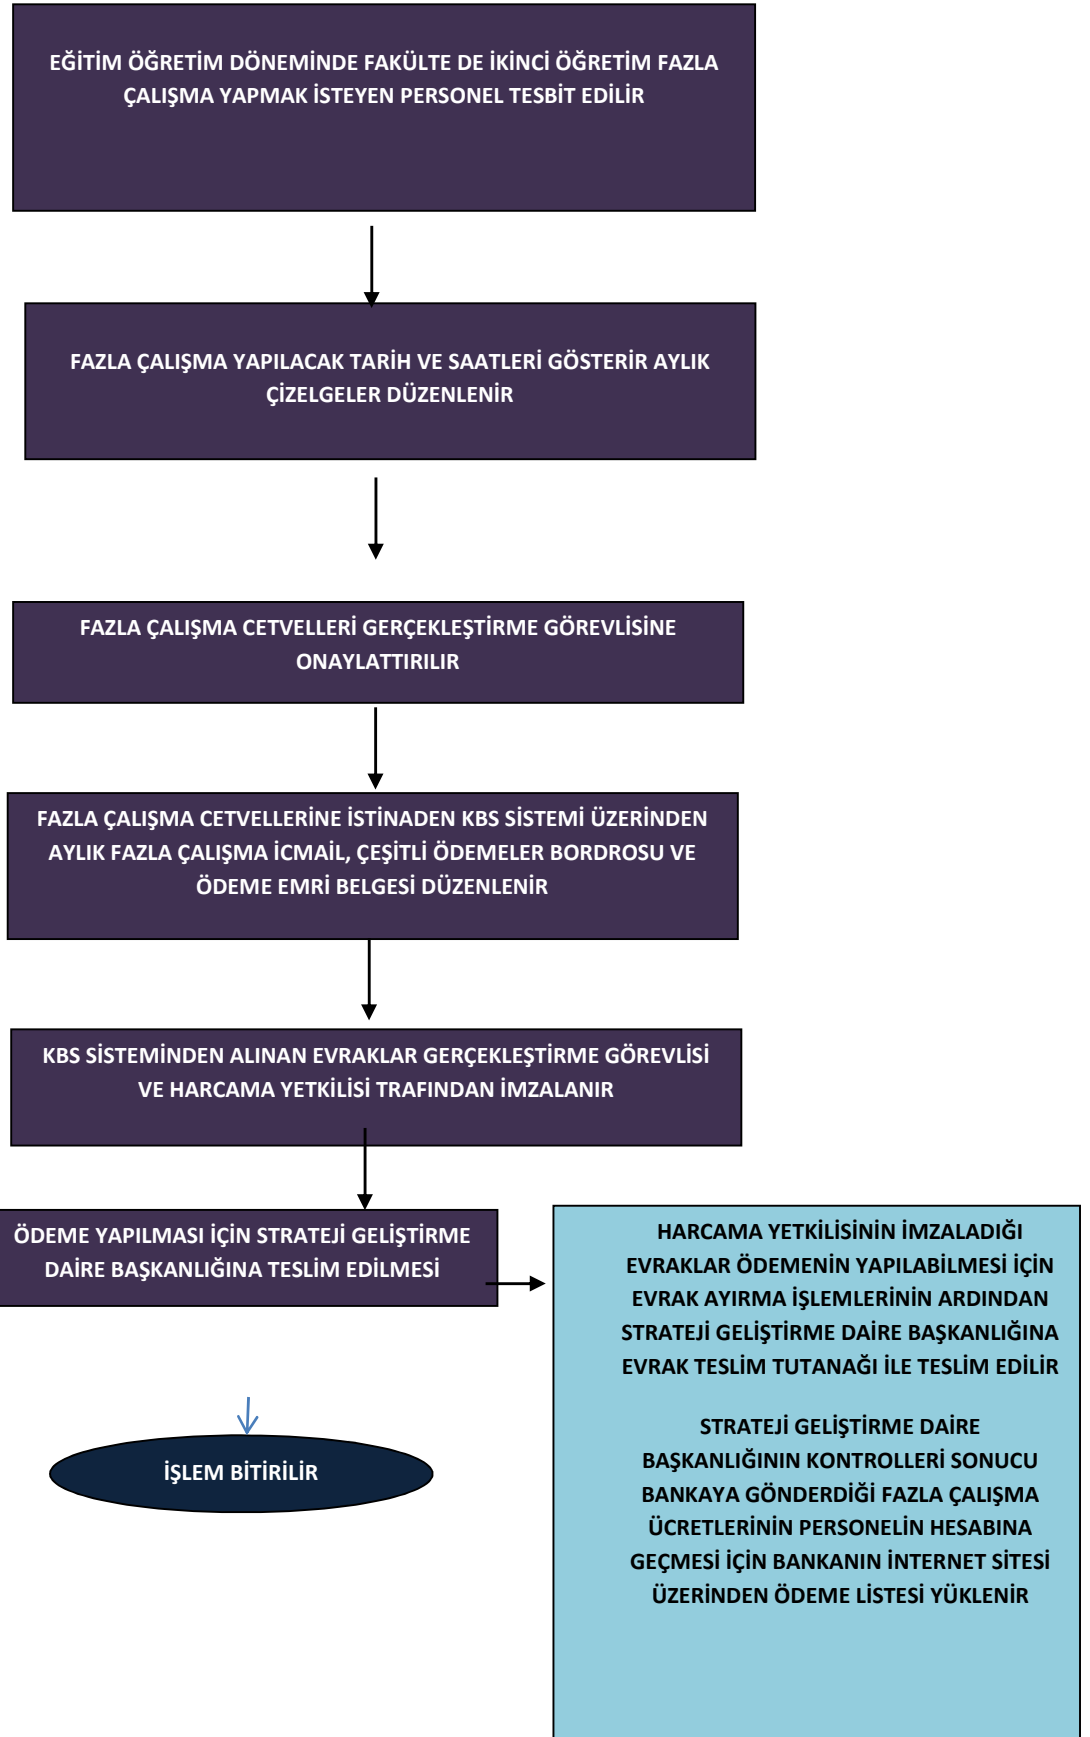 EĞİTİM ÖĞRETİM DÖNEMİNDE FAKÜLTE DE İKİNCİ ÖĞRETİM FAZLA
ÇALIŞMA YAPMAK İSTEYEN PERSONEL TESBİT EDİLİR
FAZLA ÇALIŞMA YAPILACAK TARİH VE SAATLERİ GÖSTERİR AYLIK
ÇİZELGELER DÜZENLENİR
FAZLA ÇALIŞMA CETVELLERİ GERÇEKLEŞTİRME GÖREVLİSİNE
ONAYLATTIRILIR
FAZLA ÇALIŞMA CETVELLERİNE İSTİNADEN KBS SİSTEMİ ÜZERİNDEN
AYLIK FAZLA ÇALIŞMA İCMAİL, ÇEŞİTLİ ÖDEMELER BORDROSU VE
ÖDEME EMRİ BELGESİ DÜZENLENİR
KBS SİSTEMİNDEN ALINAN EVRAKLAR GERÇEKLEŞTİRME GÖREVLİSİ
VE HARCAMA YETKİLİSİ TRAFINDAN İMZALANIR
ÖDEME YAPILMASI İÇİN STRATEJİ GELİŞTİRME
DAİRE BAŞKANLIĞINA TESLİM EDİLMESİ
HARCAMA YETKİLİSİNİN İMZALADIĞI
EVRAKLAR ÖDEMENİN YAPILABİLMESİ İÇİN
EVRAK AYIRMA İŞLEMLERİNİN ARDINDAN
STRATEJİ GELİŞTİRME DAİRE BAŞKANLIĞINA
EVRAK TESLİM TUTANAĞI İLE TESLİM EDİLİR
STRATEJİ GELİŞTİRME DAİRE
BAŞKANLIĞININ KONTROLLERİ SONUCU
BANKAYA GÖNDERDİĞİ FAZLA ÇALIŞMA
ÜCRETLERİNİN PERSONELİN HESABINA
GEÇMESİ İÇİN BANKANIN İNTERNET SİTESİ
ÜZERİNDEN ÖDEME LİSTESİ YÜKLENİR
İŞLEM BİTİRİLİR